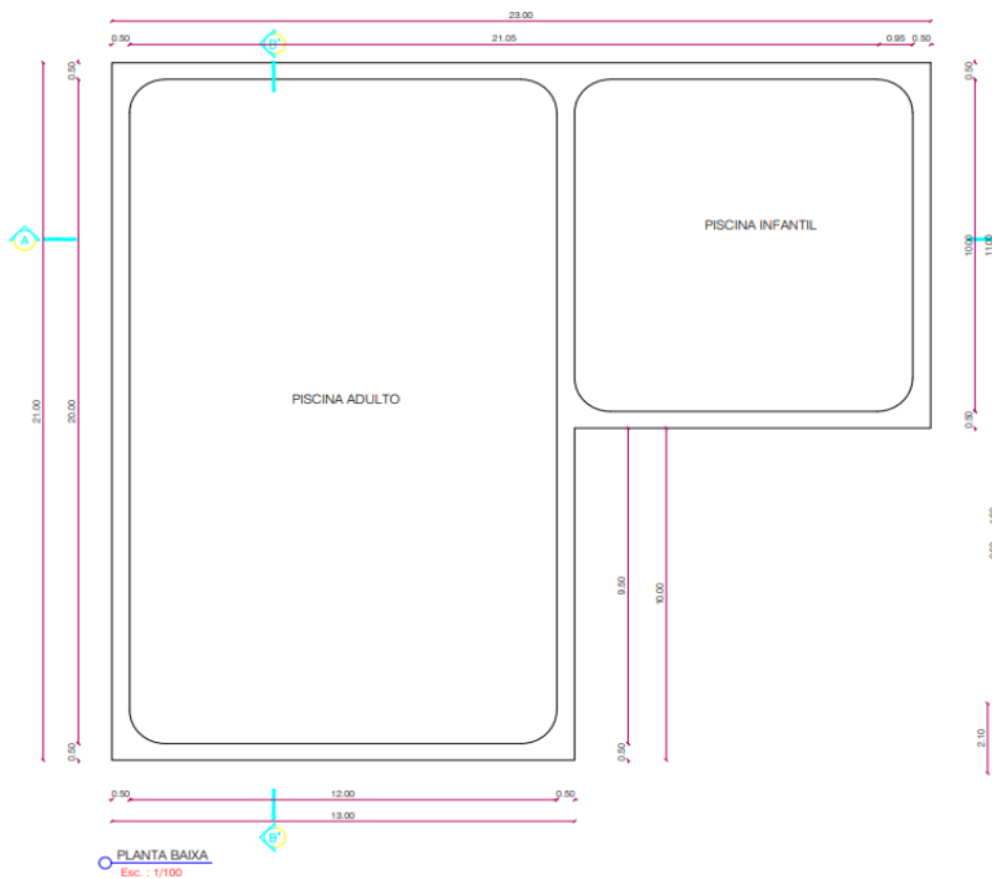 23.00
0.50 B' 21.05 0.95 0.50
0.50 0.50
PISCINA INFANTIL
A 10.00 11.00
PISCINA ADULTO
21.00 20.00 0.50
9.50 10.00
2.10
0.50 0.50
0.50 12.00 0.50
13.00
B'
PLANTA BAIXA
Esc. : 1/100